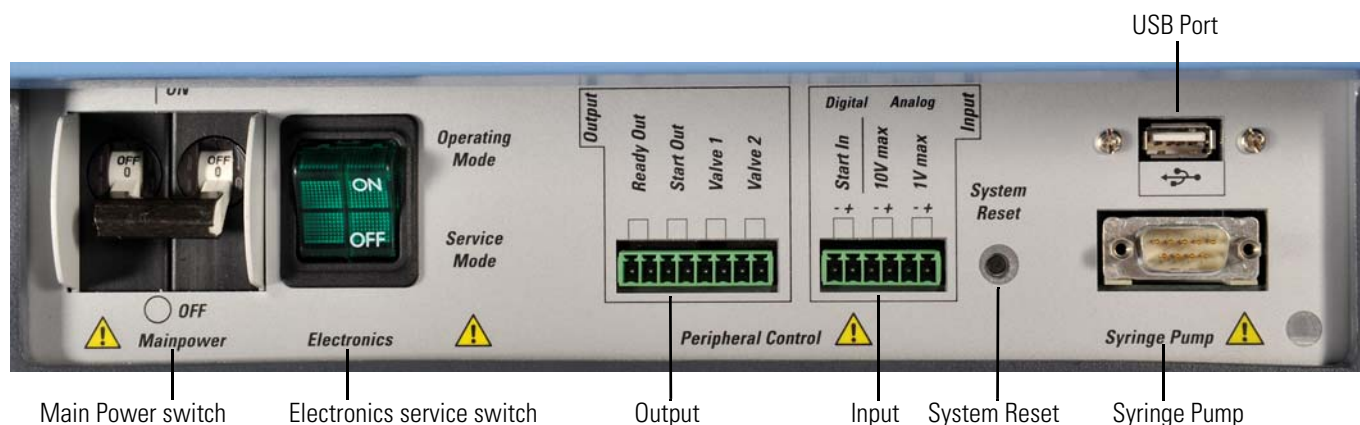 USB Port
ON
OFF
0
OFF
0
OFF
Mainpower
ON
OFF
Electronics
Operating
Mode
Service
Mode
Output
Ready Out
Start Out
Valve 1
Valve 2
Peripheral Control
Digital Analog
Input
Start In
10V max
1V max
- + - + - +
System
Reset
Syringe Pump
Main Power switch
Electronics service switch
Output
Input
System Reset
Syringe Pump